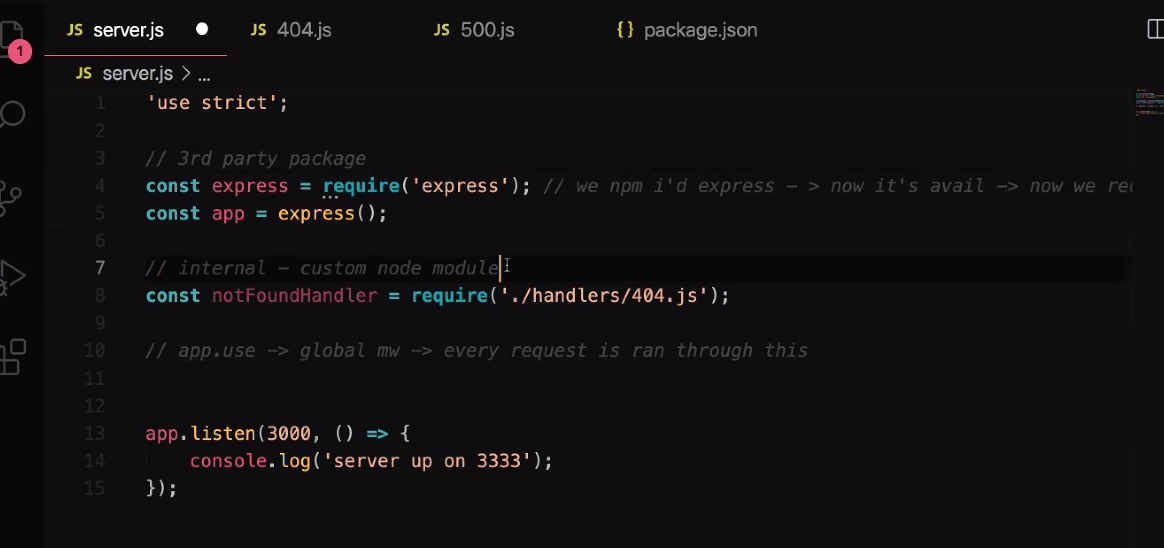 JS server.js JS 404.js JS 500.js {} package.json
1
JS server.js > ...
1 'use strict';
2
3 // 3rd party package
4 const express = require('express'); // we npm i'd express - > now it's avail -> now we
5 const app = express();
6
7 // internal - custom node module
8 const notFoundHandler = require('./handlers/404.js');
9
10 // app.use -> global mw -> every request is ran through this
11
12
13 app.listen(3000, () => {
14 console.log('server up on 3333');
15 });